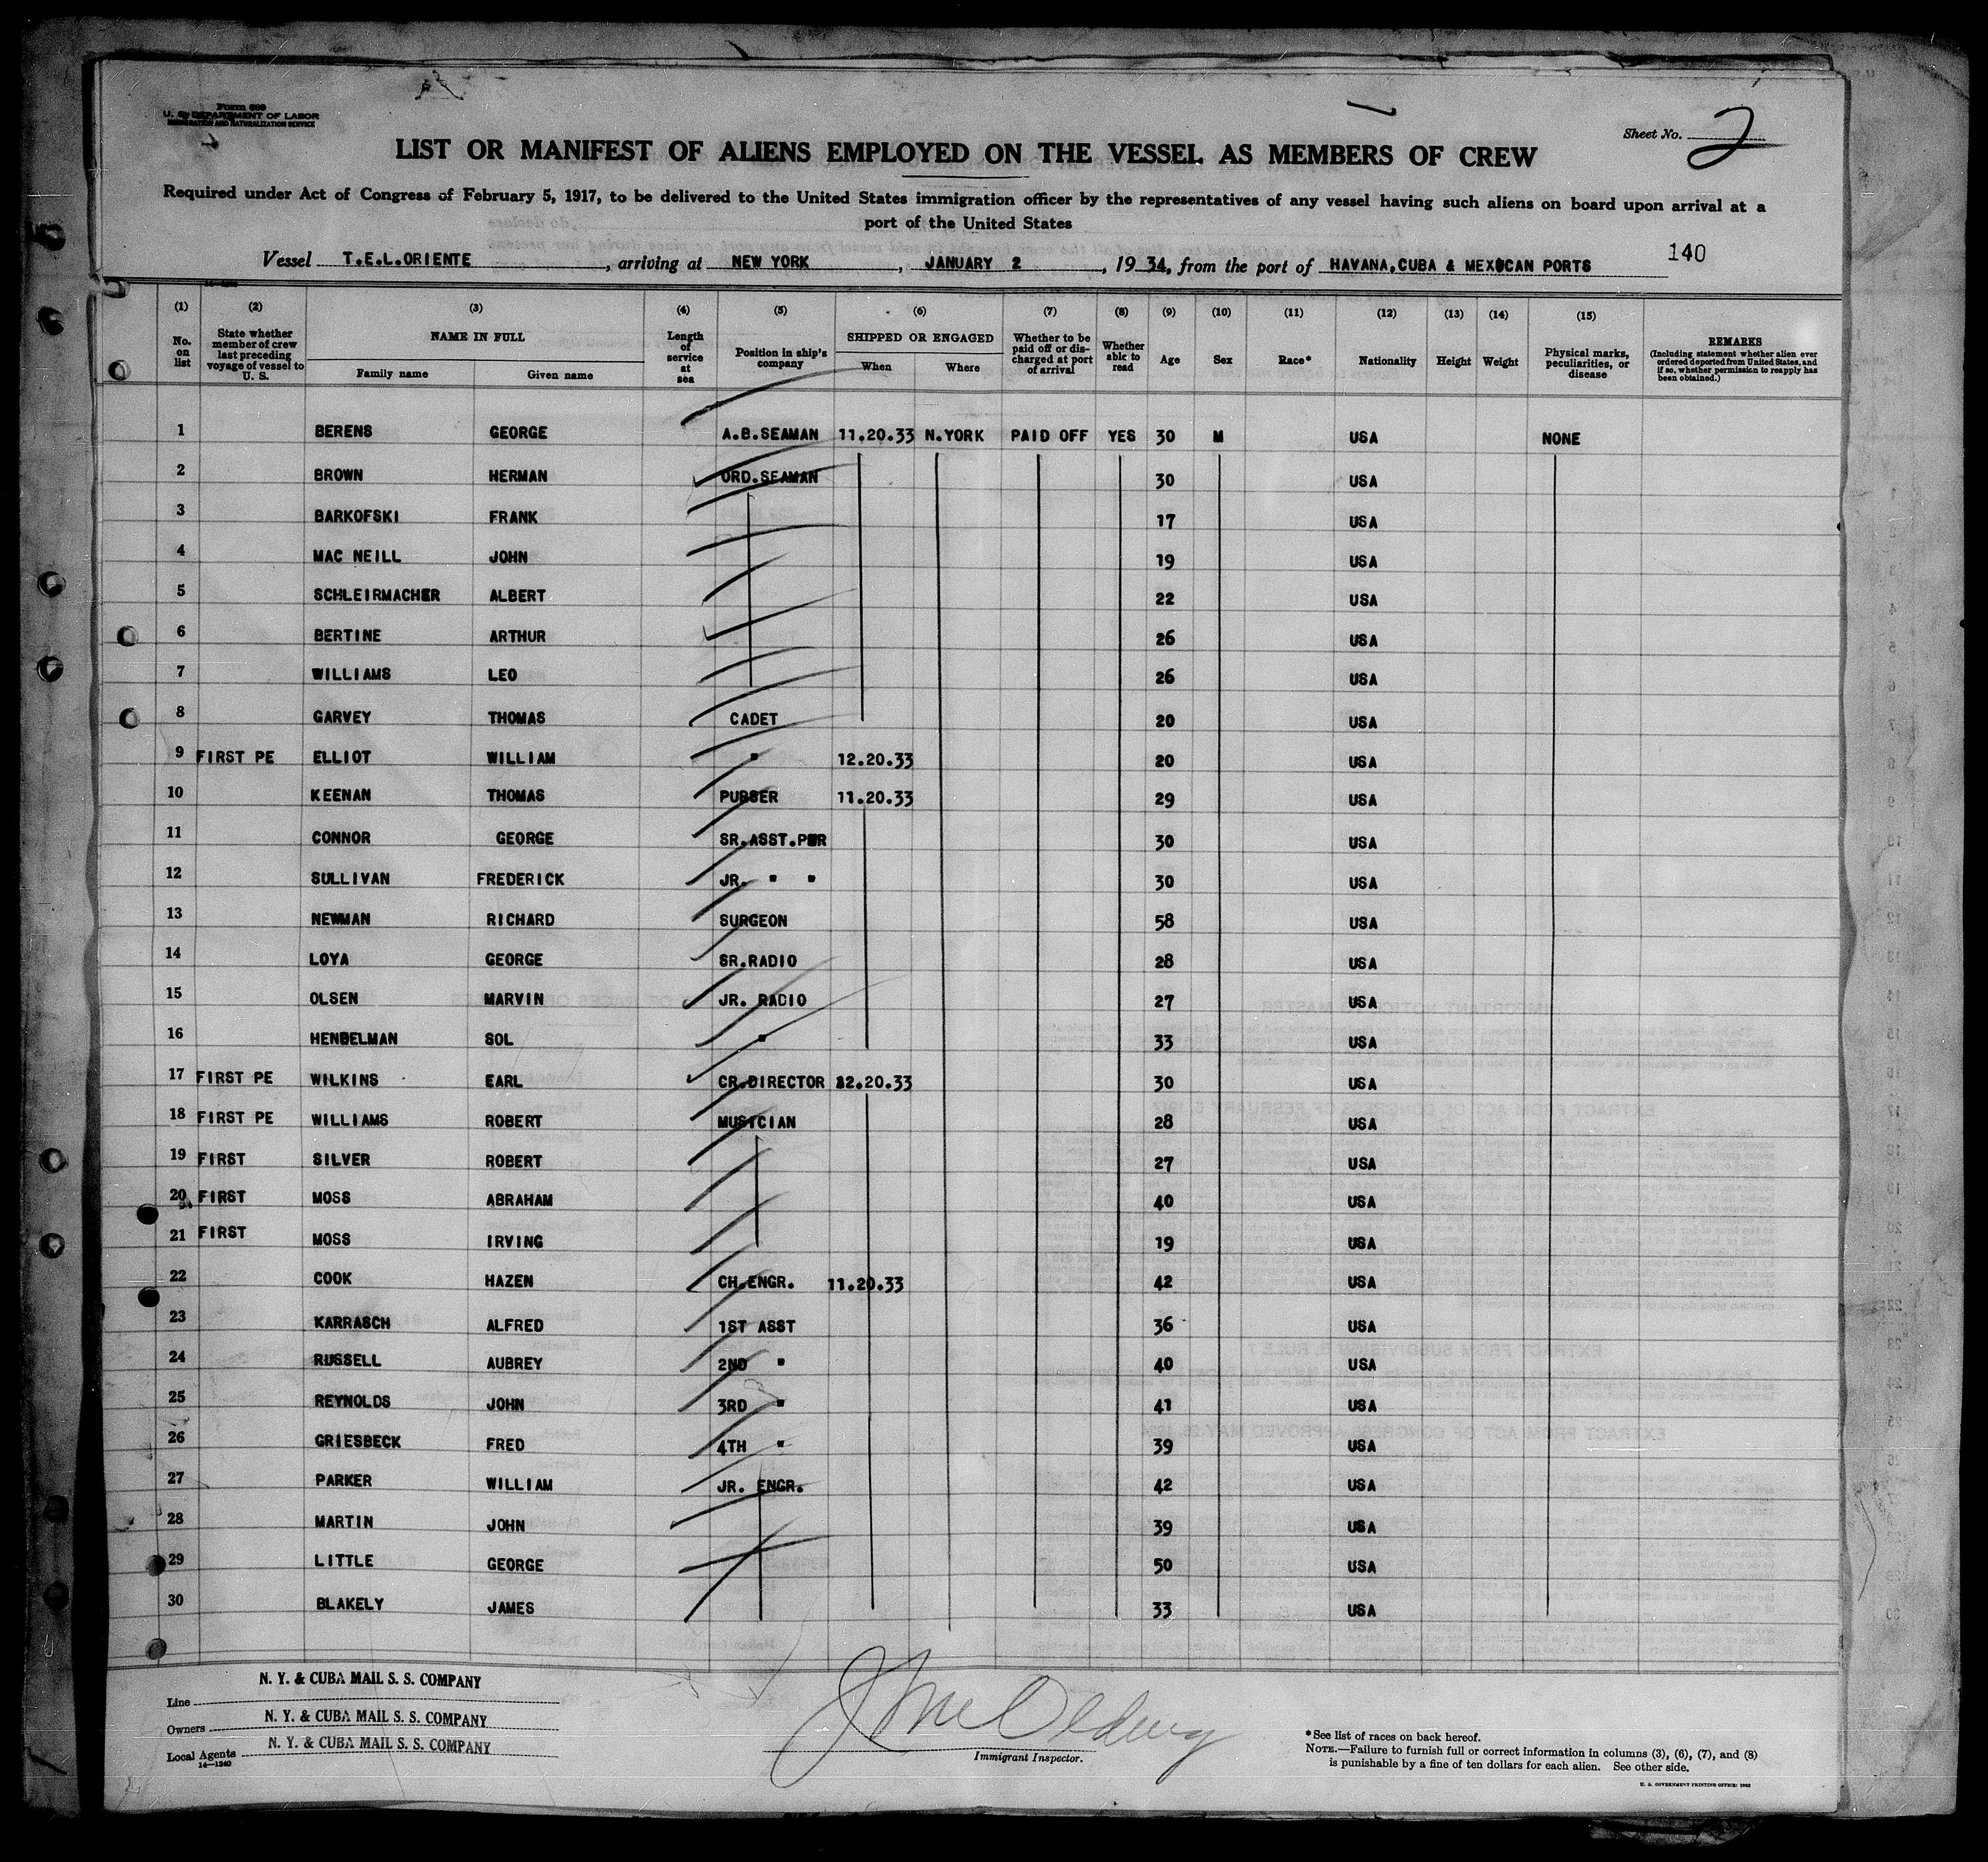 Form 689
U. S. DEPARTMENT OF LABOR
IMMIGRATION AND NATURALIZATION SERVICE
Sheet No. 2
LIST OR MANIFEST OF ALIENS EMPLOYED ON THE VESSEL AS MEMBERS OF CREW
Required under Act of Congress of February 5, 1917, to be delivered to the United States immigration officer by the representatives of any vessel having such aliens on board upon arrival at a
port of the United States
Vessel T.E.L.ORIENTE, arriving at NEW YORK, JANUARY 2, 1934, from the port of HAVANA,CUBA & MEXICAN PORTS 140
(1) (2) (3) (4) (5) (6) (7) (8) (9) (10) (11) (12) (13) (14) (15)
No. on list State whether member of crew last preceding voyage of vessel to U. S. NAME IN FULL Family name Given name Length of service at sea Position in ship's company SHIPPED OR ENGAGED When Where Whether to be paid off or discharged at port of arrival Whether able to read Age Sex Race* Nationality Height Weight Physical marks, peculiarities, or disease REMARKS (Including statement whether alien ever ordered deported from United States, and if so, whether permission to reapply has been obtained.)
1 BERENS GEORGE A.B.SEAMAN 11.20.33 N.YORK PAID OFF YES 30 M USA NONE
2 BROWN HERMAN ORD.SEAMAN 30 USA
3 BARKOFSKI FRANK 17 USA
4 MAC NEILL JOHN 19 USA
5 SCHLEIRMACHER ALBERT 22 USA
6 BERTINE ARTHUR 26 USA
7 WILLIAMS LEO 26 USA
8 GARVEY THOMAS CADET 20 USA
9 FIRST PE ELLIOT WILLIAM " 12.20.33 20 USA
10 KEENAN THOMAS PURSER 11.20.33 29 USA
11 CONNOR GEORGE SR.ASST.PUR 30 USA
12 SULLIVAN FREDERICK JR. " " 30 USA
13 NEWMAN RICHARD SURGEON 58 USA
14 LOYA GEORGE SR.RADIO 28 USA
15 OLSEN MARVIN JR. RADIO 27 USA
16 HENDELMAN SOL " 33 USA
17 FIRST PE WILKINS EARL CR.DIRECTOR 12.20.33 30 USA
18 FIRST PE WILLIAMS ROBERT MUSICIAN 28 USA
19 FIRST SILVER ROBERT 27 USA
20 FIRST MOSS ABRAHAM 40 USA
21 FIRST MOSS IRVING 19 USA
22 COOK HAZEN CH.ENGR. 11.20.33 42 USA
23 KARRASCH ALFRED 1ST ASST 36 USA
24 RUSSELL AUBREY 2ND " 40 USA
25 REYNOLDS JOHN 3RD " 41 USA
26 GRIESBECK FRED 4TH " 39 USA
27 PARKER WILLIAM JR. ENGR. 42 USA
28 MARTIN JOHN 39 USA
29 LITTLE GEORGE 50 USA
30 BLAKELY JAMES 33 USA
Line N. Y. & CUBA MAIL S. S. COMPANY
Owners N. Y. & CUBA MAIL S. S. COMPANY
Local Agents N. Y. & CUBA MAIL S. S. COMPANY
14—1240
Immigrant Inspector.
*See list of races on back hereof.
NOTE.—Failure to furnish full or correct information in columns (3), (6), (7), and (8)
is punishable by a fine of ten dollars for each alien. See other side.
U. S. GOVERNMENT PRINTING OFFICE: 1933